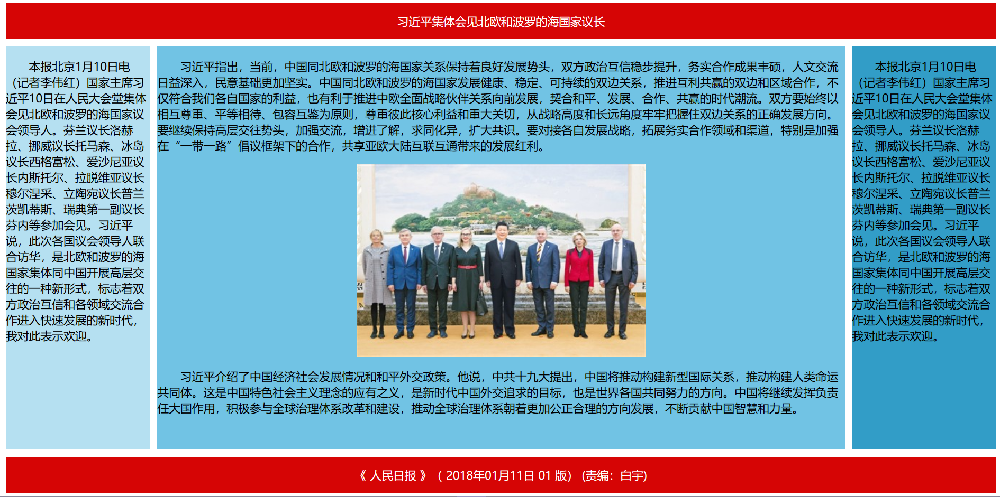 习近平集体会见北欧和波罗的海国家议长
本报北京1月10日电
（记者李伟红）国家主席习
近平10日在人民大会堂集体
会见北欧和波罗的海国家议
会领导人。芬兰议长洛赫
拉、挪威议长托马森、冰岛
议长西格富松、爱沙尼亚议
长内斯托尔、拉脱维亚议长
穆尔涅采、立陶宛议长普兰
茨凯蒂斯、瑞典第一副议长
芬内等参加会见。习近平
说，此次各国议会领导人联
合访华，是北欧和波罗的海
国家集体同中国开展高层交
往的一种新形式，标志着双
方政治互信和各领域交流合
作进入快速发展的新时代，
我对此表示欢迎。
习近平指出，当前，中国同北欧和波罗的海国家关系保持着良好发展势头，双方政治互信稳步提升，务实合作成果丰硕，人文交流
日益深入，民意基础更加坚实。中国同北欧和波罗的海国家发展健康、稳定、可持续的双边关系，推进互利共赢的双边和区域合作，不
仅符合我们各自国家的利益，也有利于推进中欧全面战略伙伴关系向前发展，契合和平、发展、合作、共赢的时代潮流。双方要始终以
相互尊重、平等相待、包容互鉴为原则，尊重彼此核心利益和重大关切，从战略高度和长远角度牢牢把握住双边关系的正确发展方向。
要继续保持高层交往势头，加强交流，增进了解，求同化异，扩大共识。要对接各自发展战略，拓展务实合作领域和渠道，特别是加强
在“一带一路”倡议框架下的合作，共享亚欧大陆互联互通带来的发展红利。
习近平介绍了中国经济社会发展情况和和平外交政策。他说，中共十九大提出，中国将推动构建新型国际关系，推动构建人类命运
共同体。这是中国特色社会主义理念的应有之义，是新时代中国外交追求的目标，也是世界各国共同努力的方向。中国将继续发挥负责
任大国作用，积极参与全球治理体系改革和建设，推动全球治理体系朝着更加公正合理的方向发展，不断贡献中国智慧和力量。
本报北京1月10日电
（记者李伟红）国家主席习
近平10日在人民大会堂集体
会见北欧和波罗的海国家议
会领导人。芬兰议长洛赫
拉、挪威议长托马森、冰岛
议长西格富松、爱沙尼亚议
长内斯托尔、拉脱维亚议长
穆尔涅采、立陶宛议长普兰
茨凯蒂斯、瑞典第一副议长
芬内等参加会见。习近平
说，此次各国议会领导人联
合访华，是北欧和波罗的海
国家集体同中国开展高层交
往的一种新形式，标志着双
方政治互信和各领域交流合
作进入快速发展的新时代，
我对此表示欢迎。
《 人民日报 》（ 2018年01月11日 01 版） (责编：白宇)